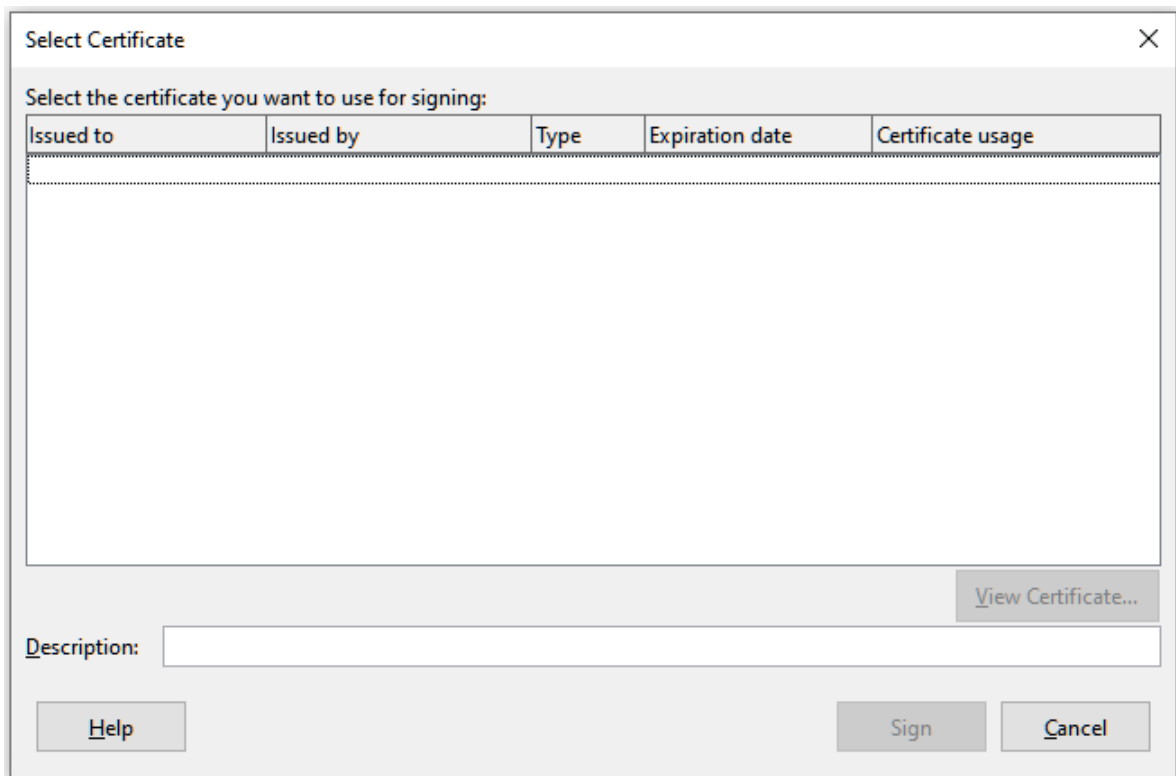 Select Certificate
Select the certificate you want to use for signing:
Issued to Issued by Type Expiration date Certificate usage
View Certificate...
Description:
Help Sign Cancel